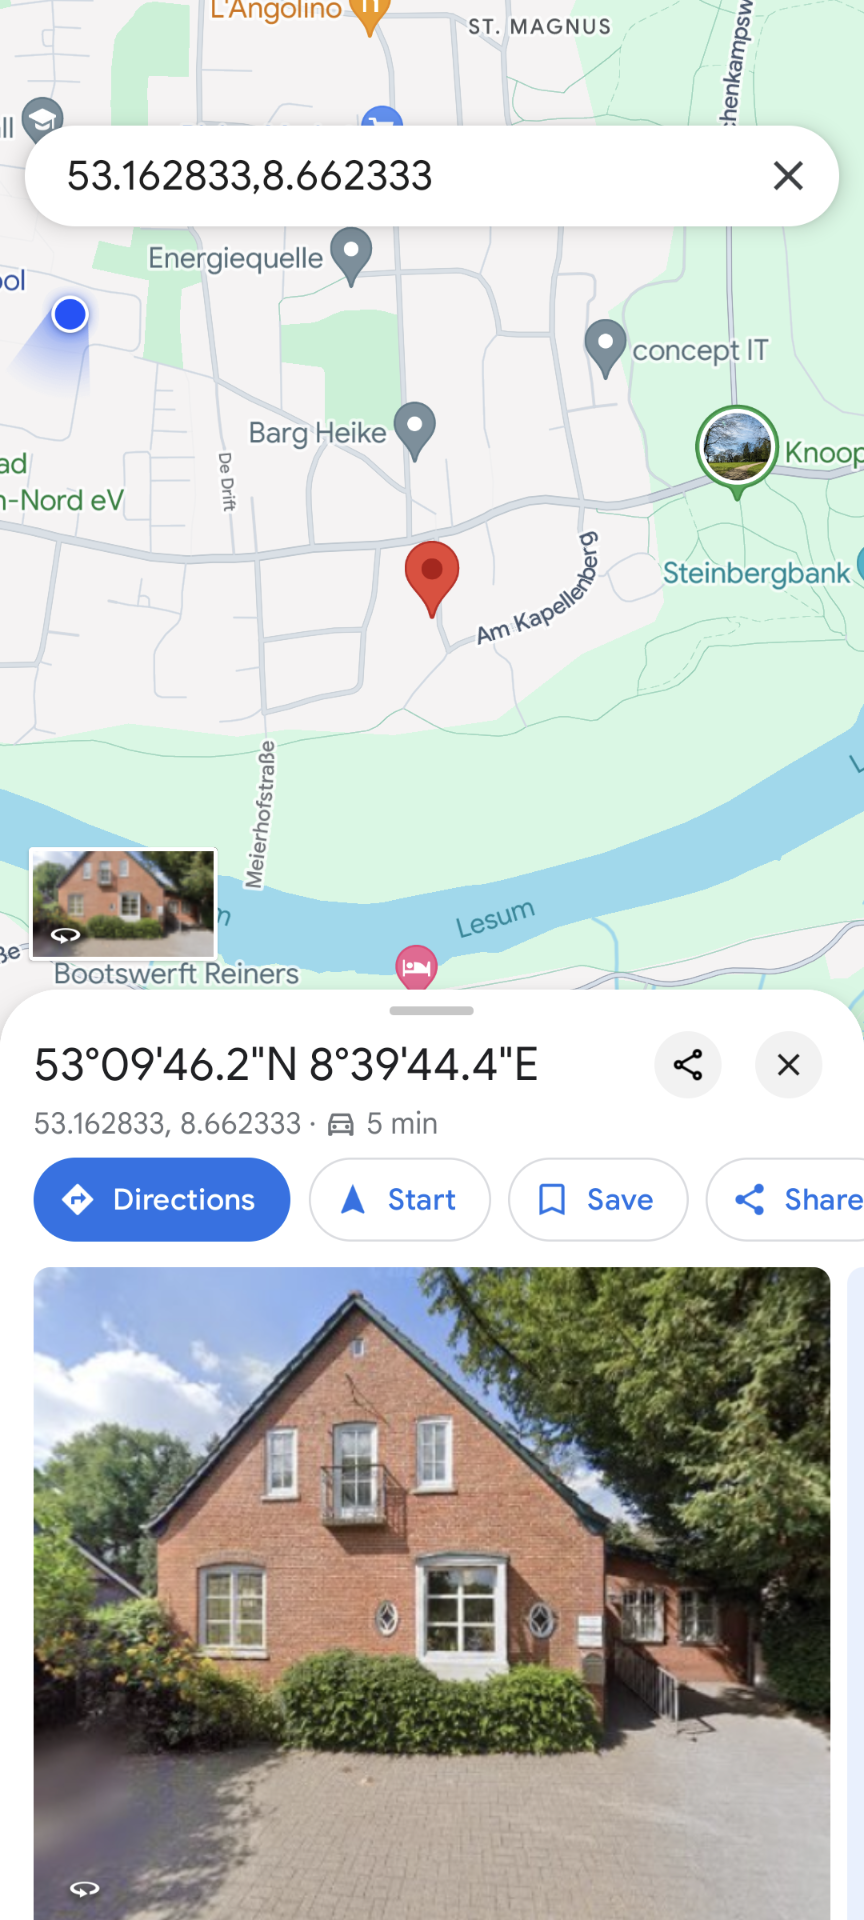 L'Angolino
ST. MAGNUS
chenkampsw
ll
53.162833,8.662333
Energiequelle
ool
concept IT
Barg Heike
Knoop
ad
n-Nord eV
De Drift
Steinbergbank
Am Kapellenberg
Meierhofstraße
Lesum
ße
Bootswerft Reiners
53°09'46.2"N 8°39'44.4"E
53.162833, 8.662333 · 5 min
Directions
Start
Save
Share